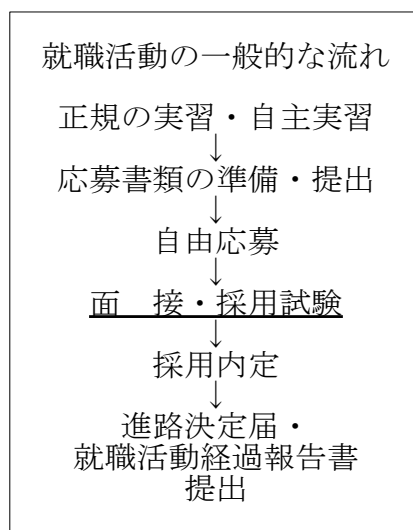 就職活動の一般的な流れ
正規の実習・自主実習
↓
応募書類の準備・提出
↓
自由応募
↓
面　接・採用試験
↓
採用内定
↓
進路決定届・
就職活動経過報告書
提出